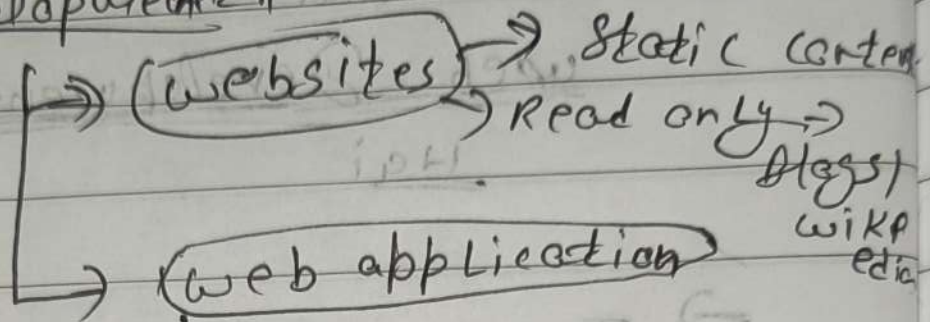 websites → Static conten
→ Read only →
Blogs,
wikp
edia
web application